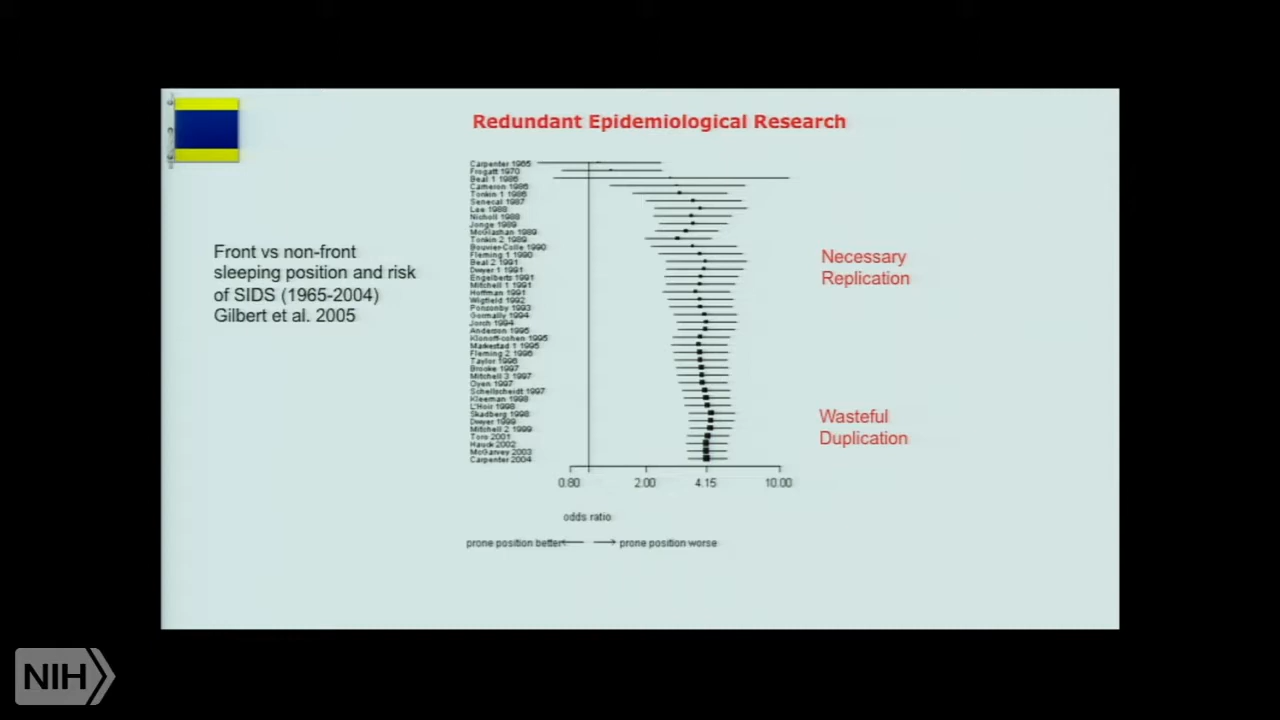 Redundant Epidemiological Research
Front vs non-front
sleeping position and risk
of SIDS (1965-2004)
Gilbert et al. 2005
Carpenter 1965
Frogatt 1970
Beal 1 1986
Cameron 1986
Tonkin 1 1986
Senecal 1987
Lee 1988
Nicholl 1988
Jonge 1989
McGlashan 1989
Tonkin 2 1989
Bouvier-Colle 1990
Fleming 1 1990
Beal 2 1991
Dwyer 1 1991
Engelberts 1991
Mitchell 1 1991
Hoffman 1991
Wigfield 1992
Ponsonby 1993
Gormally 1994
Jorch 1994
Anderson 1995
Klonoff-cohen 1995
Markestad 1 1995
Fleming 2 1996
Taylor 1996
Brooke 1997
Mitchell 3 1997
Oyen 1997
Schellscheidt 1997
Kleeman 1998
L'Hoir 1998
Skadberg 1998
Dwyer 1999
Mitchell 2 1999
Toro 2001
Hauck 2002
McGarvey 2003
Carpenter 2004
Necessary
Replication
Wasteful
Duplication
0.80 2.00 4.15 10.00
odds ratio
prone position better prone position worse
NIH